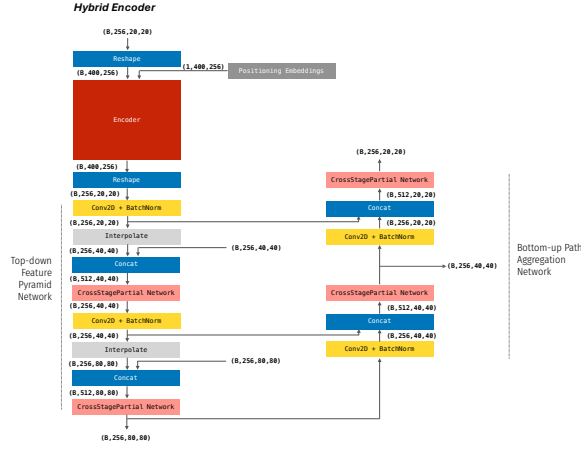 Hybrid Encoder
(B,256,20,20)
Reshape
(B,400,256)
(1,400,256)
Positioning Embeddings
Encoder
(B,400,256)
Reshape
(B,256,20,20)
Conv2D + BatchNorm
(B,256,20,20)
Interpolate
(B,256,40,40)
(B,256,40,40)
Concat
(B,512,40,40)
CrossStagePartial Network
(B,256,40,40)
Conv2D + BatchNorm
(B,256,40,40)
Interpolate
(B,256,80,80)
(B,256,80,80)
Concat
(B,512,80,80)
CrossStagePartial Network
(B,256,80,80)
Top-down
Feature
Pyramid
Network
(B,256,20,20)
CrossStagePartial Network
(B,512,20,20)
Concat
(B,256,20,20)
Conv2D + BatchNorm
(B,256,40,40)
CrossStagePartial Network
(B,512,40,40)
Concat
(B,256,40,40)
Conv2D + BatchNorm
Bottom-up Path
Aggregation
Network